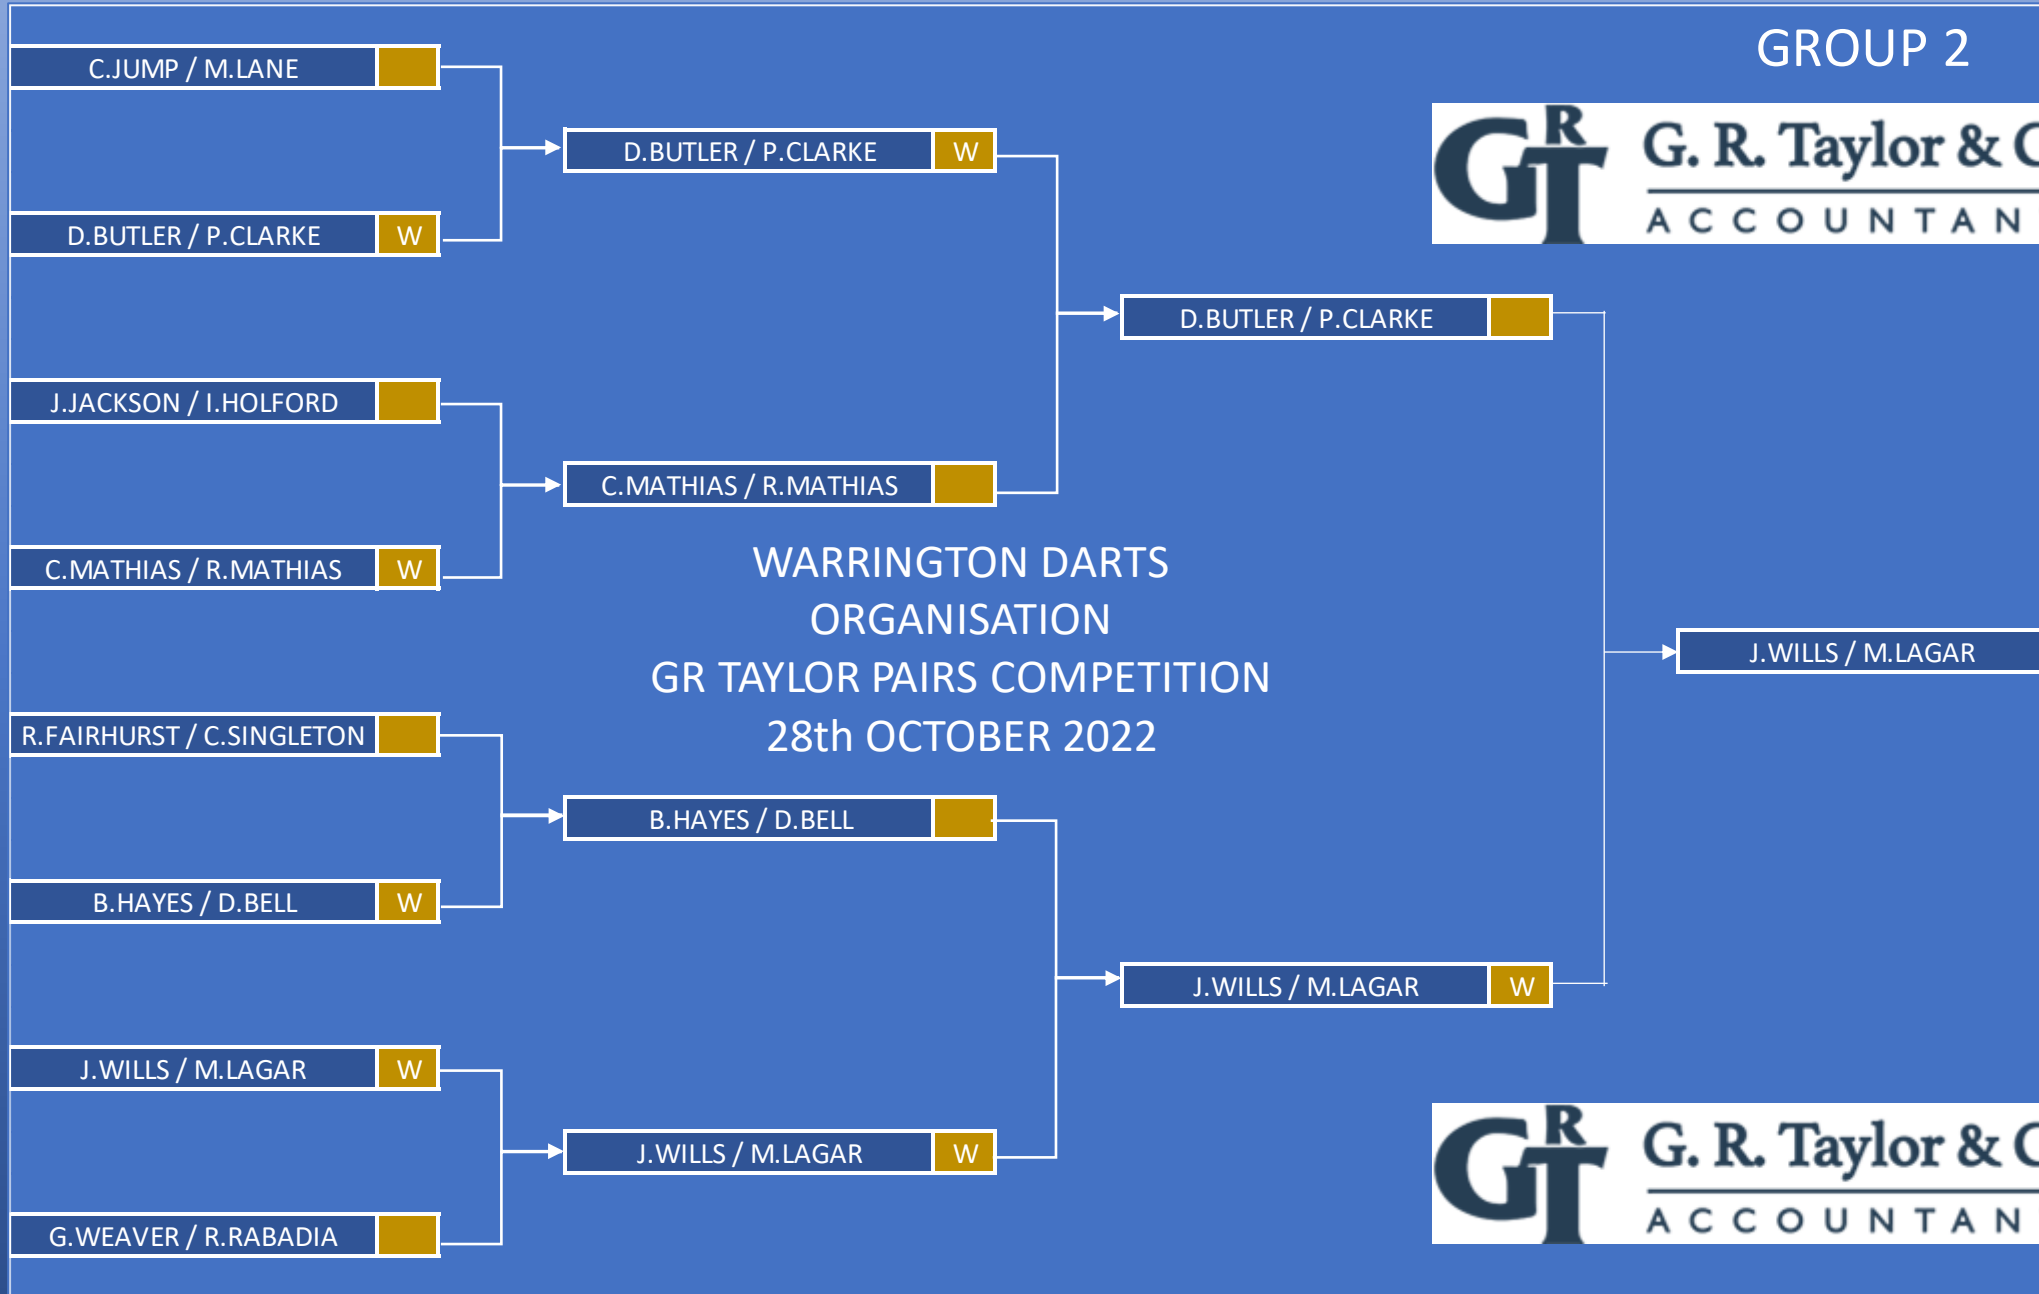 GROUP 2
C.JUMP / M.LANE
G. R. Taylor &
ACCOUNTAN
D.BUTLER / P.CLARKE W
D.BUTLER / P.CLARKE W
D.BUTLER / P.CLARKE
J.JACKSON / I.HOLFORD
C.MATHIAS / R.MATHIAS
C.MATHIAS / R.MATHIAS W
WARRINGTON DARTS
ORGANISATION
GR TAYLOR PAIRS COMPETITION
28th OCTOBER 2022
J.WILLS / M.LAGAR
R.FAIRHURST / C.SINGLETON
B.HAYES / D.BELL
B.HAYES / D.BELL W
J.WILLS / M.LAGAR W
J.WILLS / M.LAGAR W
J.WILLS / M.LAGAR W
G.WEAVER / R.RABADIA
GRT
G. R. Taylor &
ACCOUNTAN
GRT